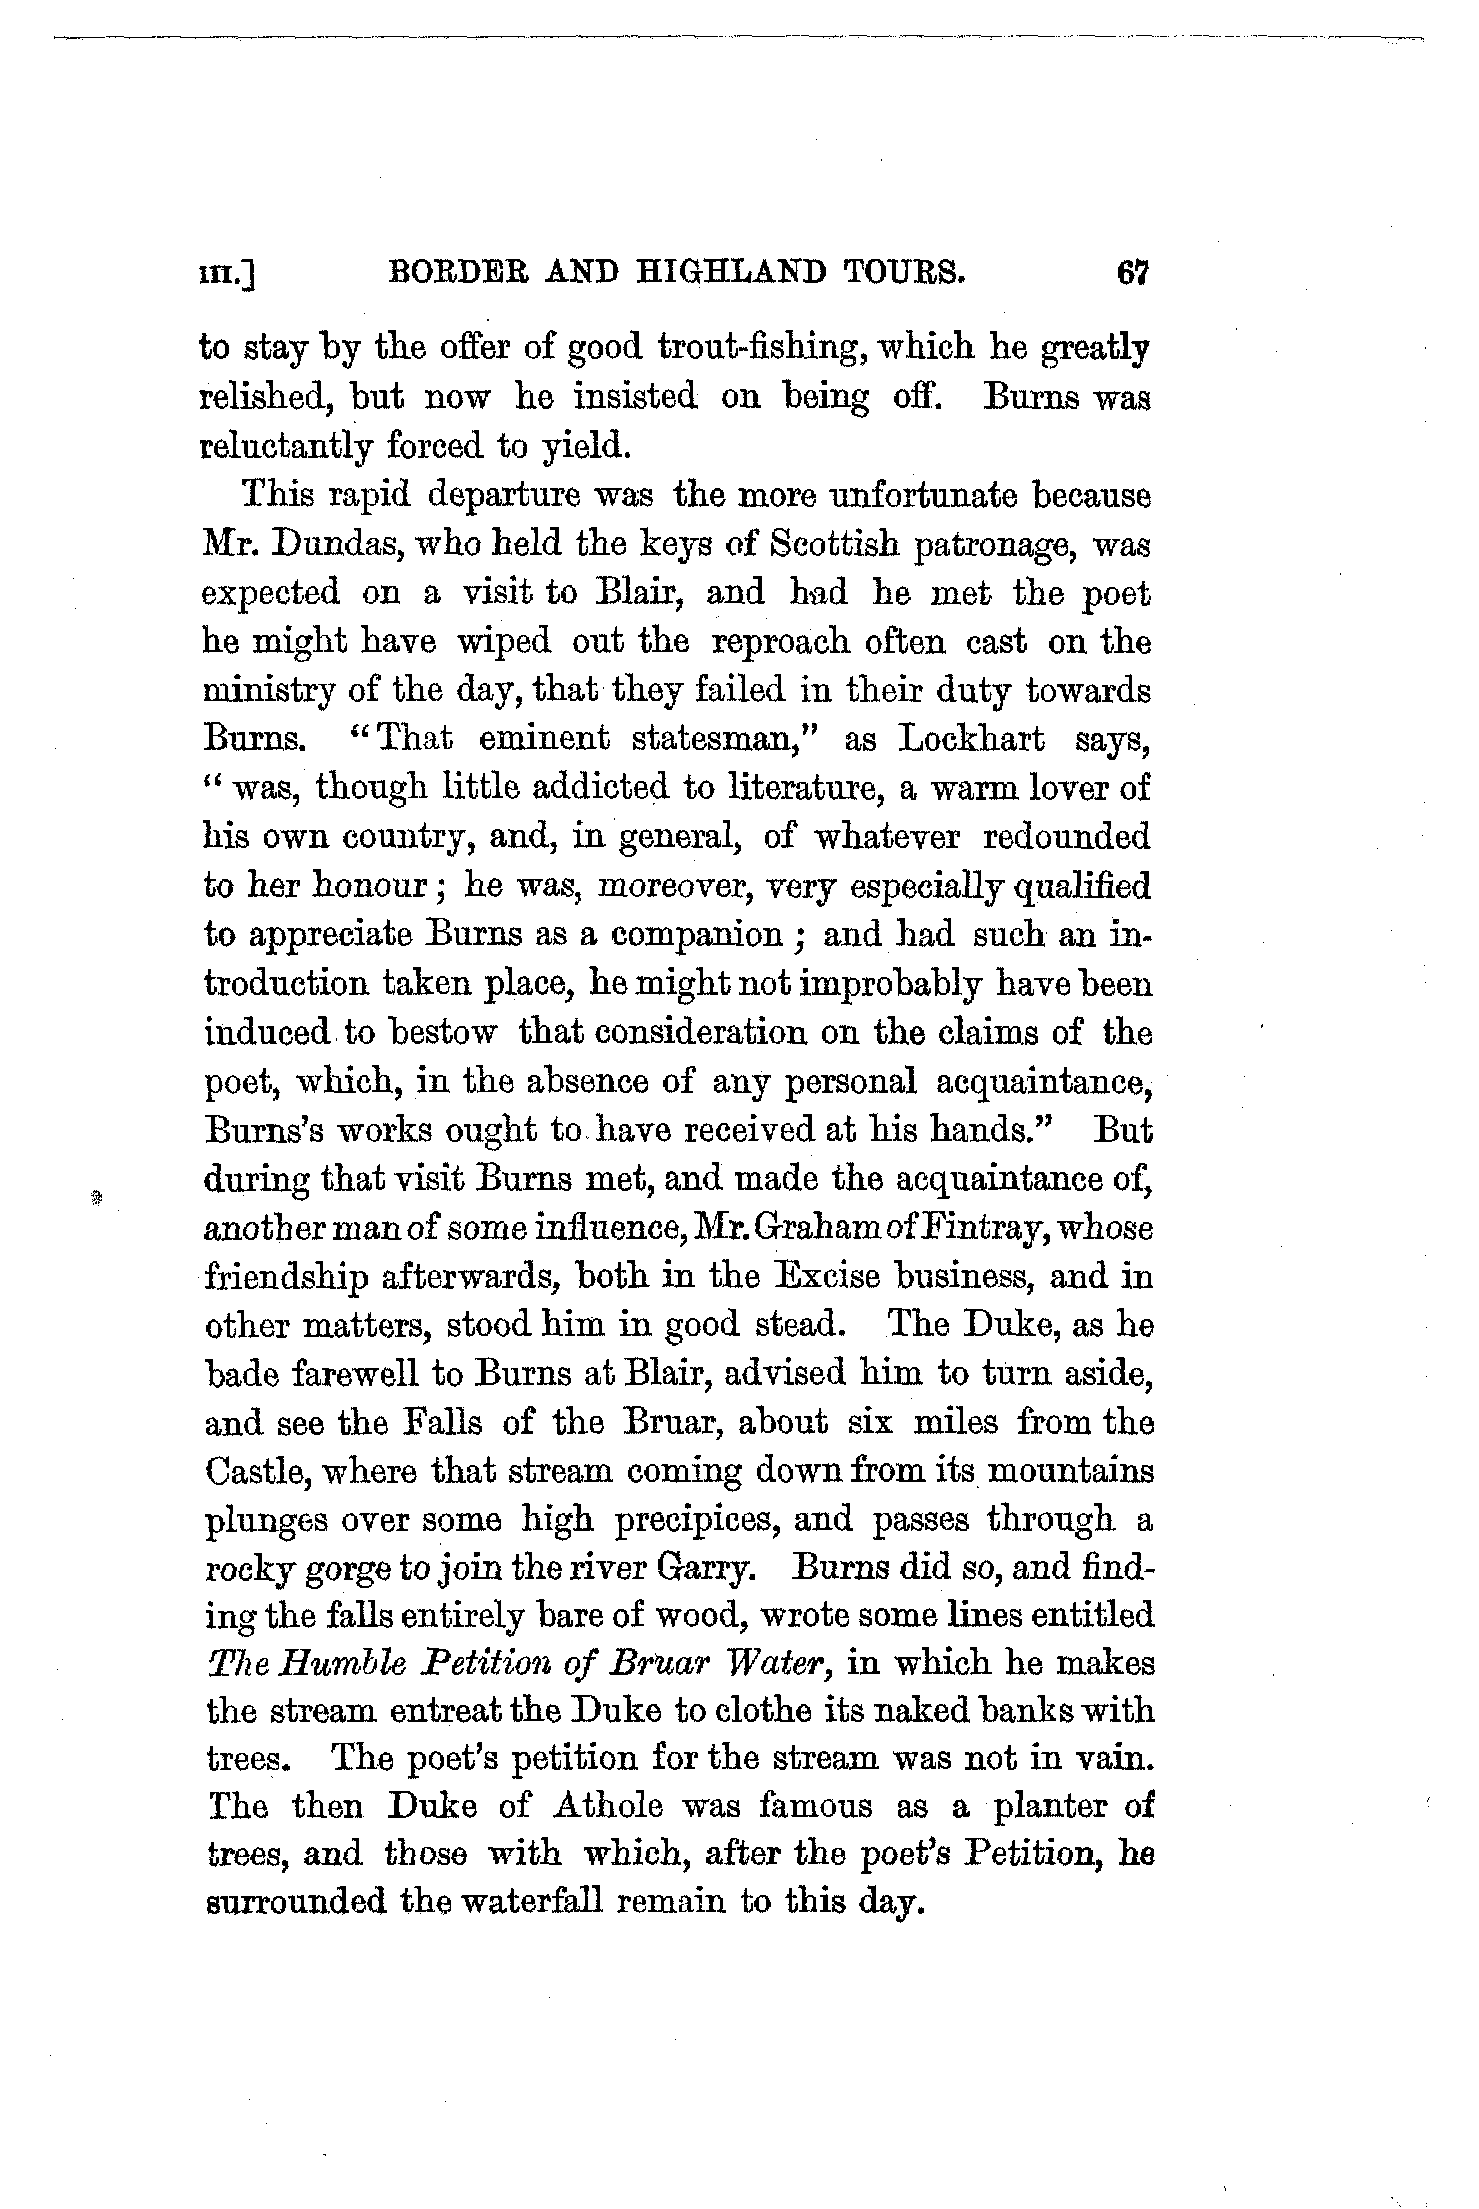 III.] BORDER AND HIGHLAND TOURS. 67
to stay by the offer of good trout-fishing, which he greatly
relished, but now he insisted on being off. Burns was
reluctantly forced to yield.
This rapid departure was the more unfortunate because
Mr. Dundas, who held the keys of Scottish patronage, was
expected on a visit to Blair, and had he met the poet
he might have wiped out the reproach often cast on the
ministry of the day, that they failed in their duty towards
Burns. "That eminent statesman," as Lockhart says,
"was, though little addicted to literature, a warm lover of
his own country, and, in general, of whatever redounded
to her honour; he was, moreover, very especially qualified
to appreciate Burns as a companion; and had such an in-
troduction taken place, he might not improbably have been
induced to bestow that consideration on the claims of the
poet, which, in the absence of any personal acquaintance,
Burns's works ought to have received at his hands." But
during that visit Burns met, and made the acquaintance of,
another man of some influence, Mr. Graham of Fintray, whose
friendship afterwards, both in the Excise business, and in
other matters, stood him in good stead. The Duke, as he
bade farewell to Burns at Blair, advised him to turn aside,
and see the Falls of the Bruar, about six miles from the
Castle, where that stream coming down from its mountains
plunges over some high precipices, and passes through a
rocky gorge to join the river Garry. Burns did so, and find-
ing the falls entirely bare of wood, wrote some lines entitled
The Humble Petition of Bruar Water, in which he makes
the stream entreat the Duke to clothe its naked banks with
trees. The poet's petition for the stream was not in vain.
The then Duke of Athole was famous as a planter of
trees, and those with which, after the poet's Petition, he
surrounded the waterfall remain to this day.